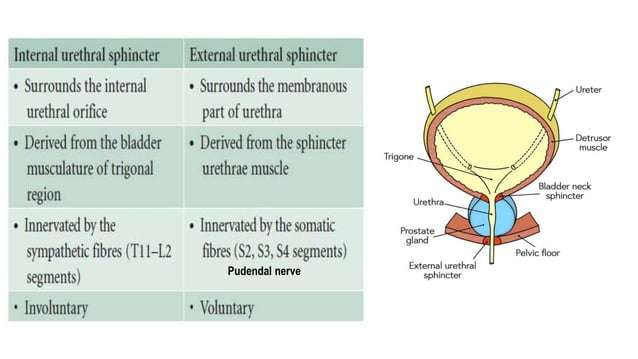 Internal urethral sphincter
External urethral sphincter
• Surrounds the internal
urethral orifice
• Surrounds the membranous
part of urethra
• Derived from the bladder
musculature of trigonal
region
• Derived from the sphincter
urethrae muscle
• Innervated by the
sympathetic fibres (T11–L2
segments)
• Innervated by the somatic
fibres (S2, S3, S4 segments)
Pudendal nerve
• Involuntary
• Voluntary
Ureter
Detrusor
muscle
Trigone
Bladder neck
sphincter
Urethra
Prostate
gland
Pelvic floor
External urethral
sphincter